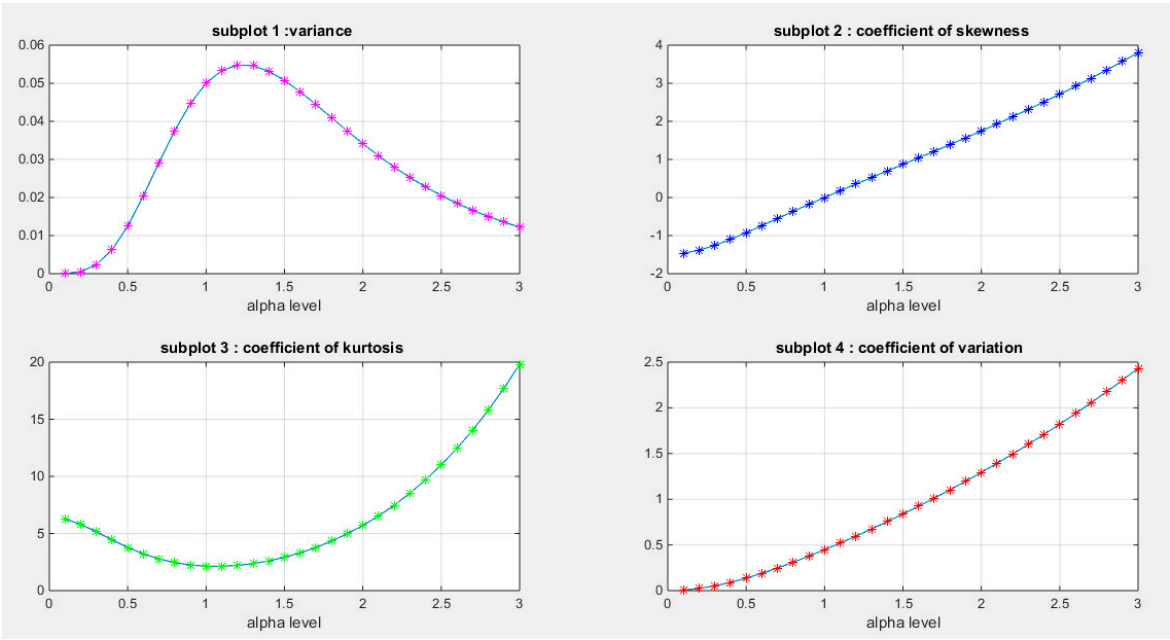 subplot 1 :variance
0.06
0.05
0.04
0.03
0.02
0.01
0
0 0.5 1 1.5 2 2.5 3
alpha level
subplot 2 : coefficient of skewness
4
3
2
1
0
-1
-2
0 0.5 1 1.5 2 2.5 3
alpha level
subplot 3 : coefficient of kurtosis
20
15
10
5
0
0 0.5 1 1.5 2 2.5 3
alpha level
subplot 4 : coefficient of variation
2.5
2
1.5
1
0.5
0
0 0.5 1 1.5 2 2.5 3
alpha level